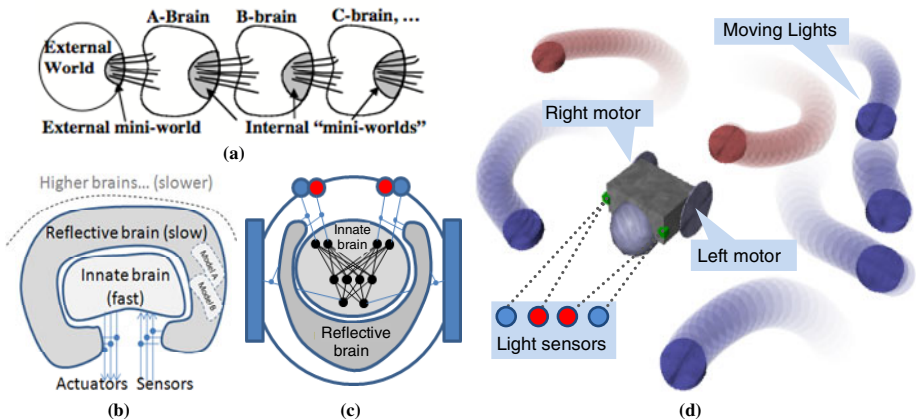 A-Brain B-brain C-brain, ...
External
World
External mini-world Internal "mini-worlds"
(a)
Higher brains... (slower)
Reflective brain (slow)
Model A
Model B
Innate brain
(fast)
Actuators Sensors
(b)
Innate
brain
Reflective
brain
(c)
Moving Lights
Right motor
Left motor
Light sensors
(d)